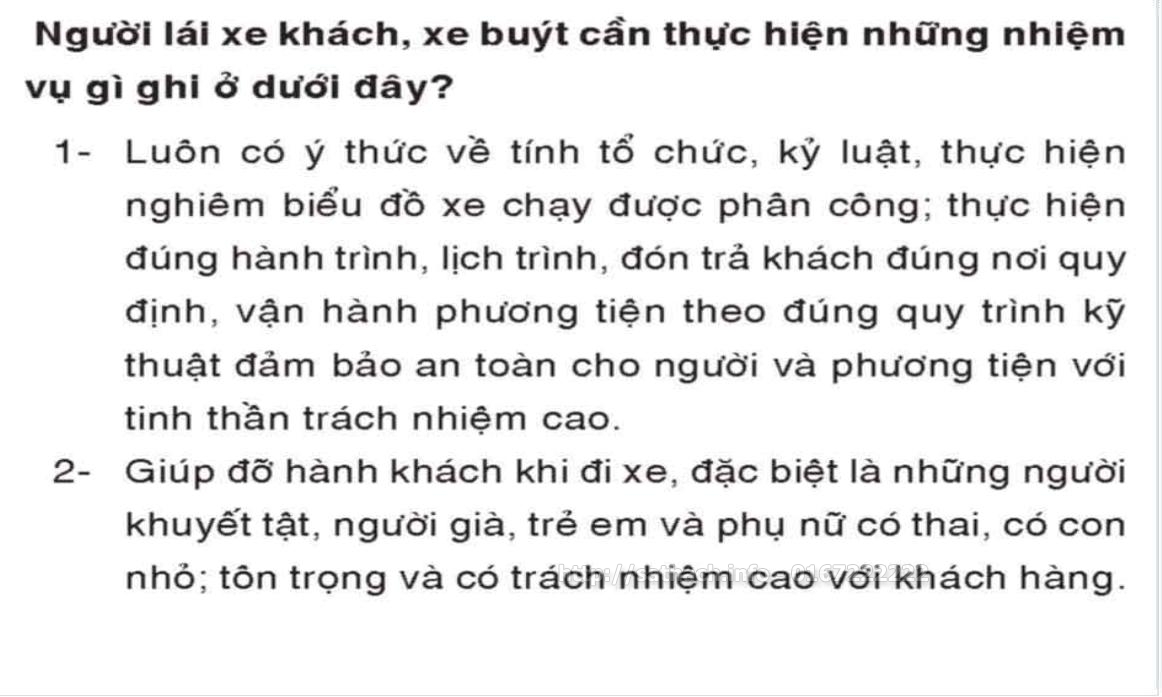 Người lái xe khách, xe buýt cần thực hiện những nhiệm
vụ gì ghi ở dưới đây?
1- Luôn có ý thức về tính tổ chức, kỷ luật, thực hiện
nghiêm biểu đồ xe chạy được phân công; thực hiện
đúng hành trình, lịch trình, đón trả khách đúng nơi quy
định, vận hành phương tiện theo đúng quy trình kỹ
thuật đảm bảo an toàn cho người và phương tiện với
tinh thần trách nhiệm cao.
2- Giúp đỡ hành khách khi đi xe, đặc biệt là những người
khuyết tật, người già, trẻ em và phụ nữ có thai, có con
nhỏ; tôn trọng và có trách nhiệm cao với khách hàng.